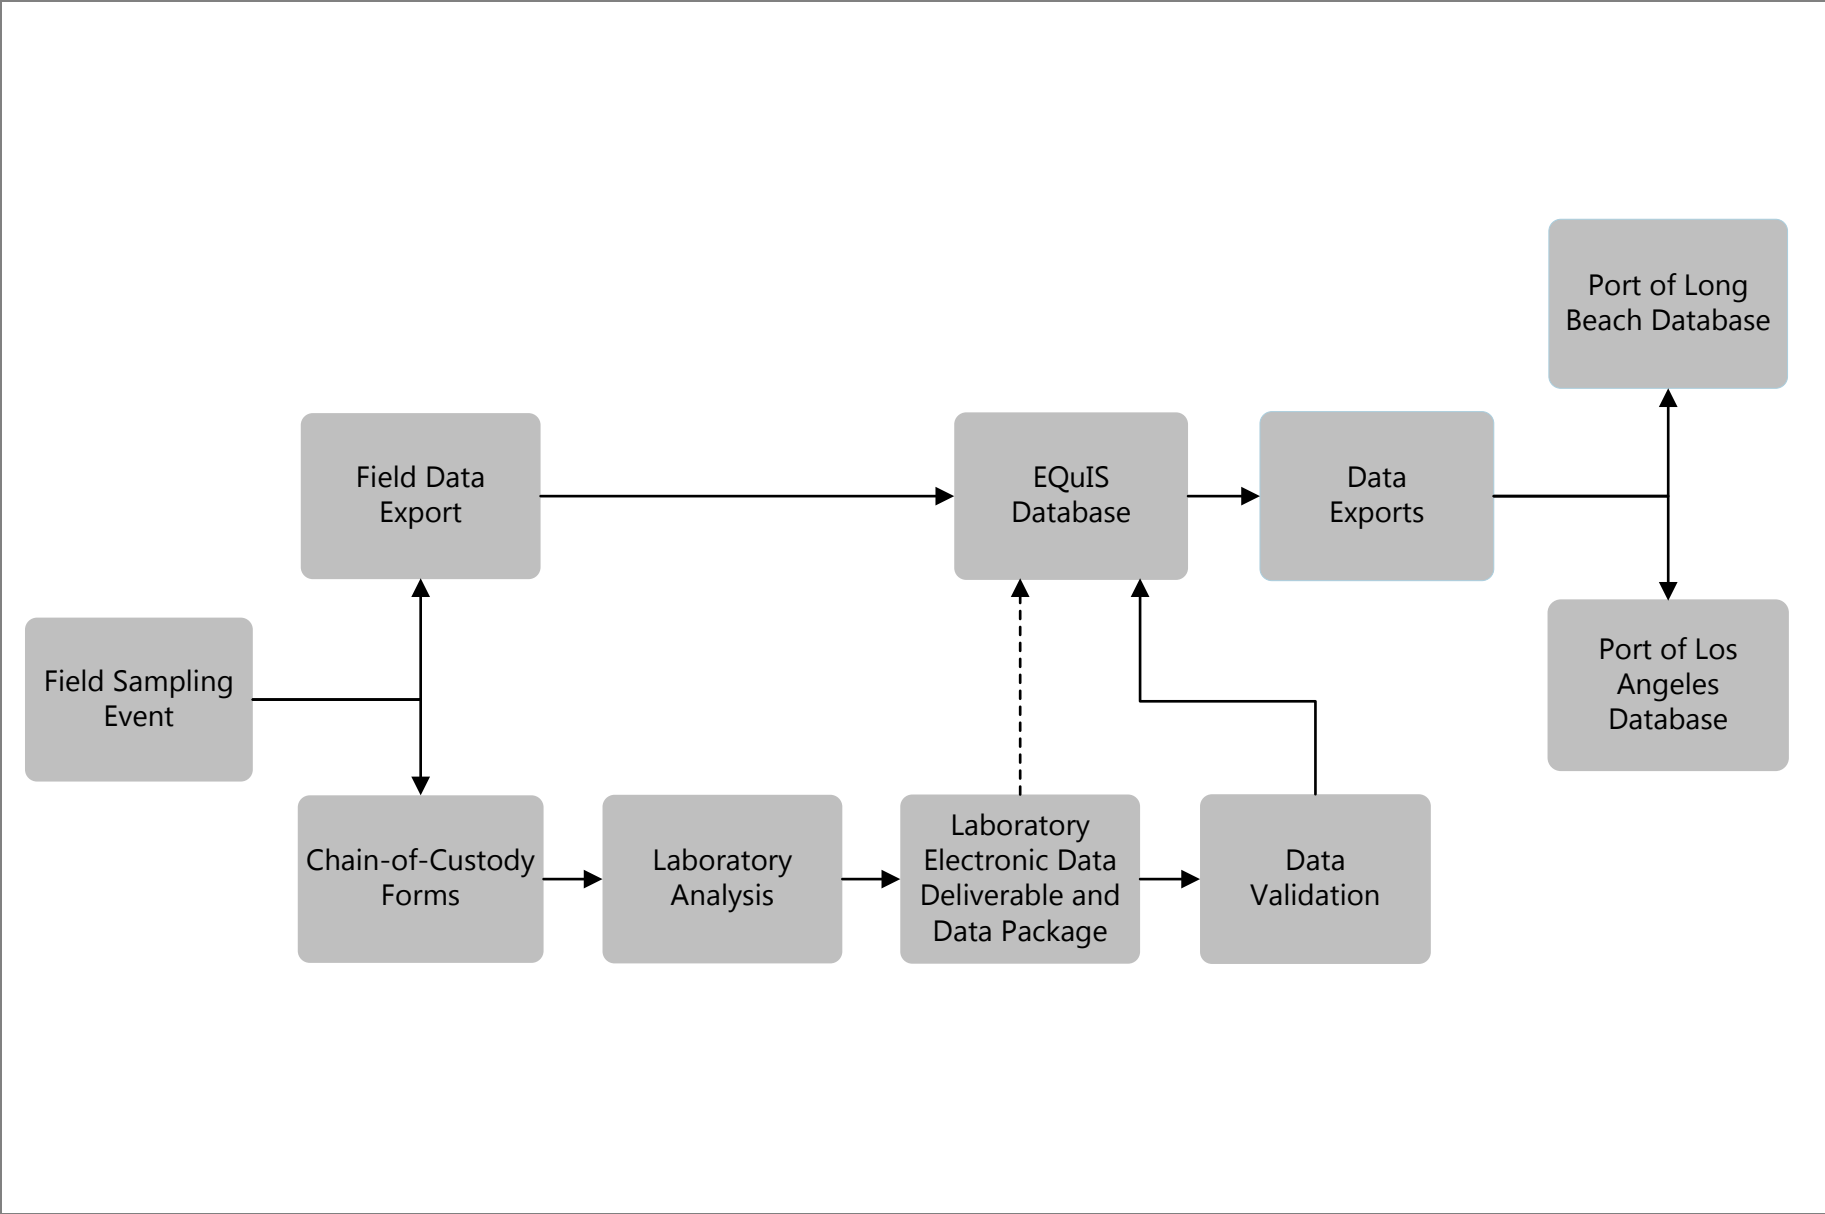 Port of Long
Beach Database
Field Data
Export
EQuIS
Database
Data
Exports
Field Sampling
Event
Port of Los
Angeles
Database
Chain-of-Custody
Forms
Laboratory
Analysis
Laboratory
Electronic Data
Deliverable and
Data Package
Data
Validation